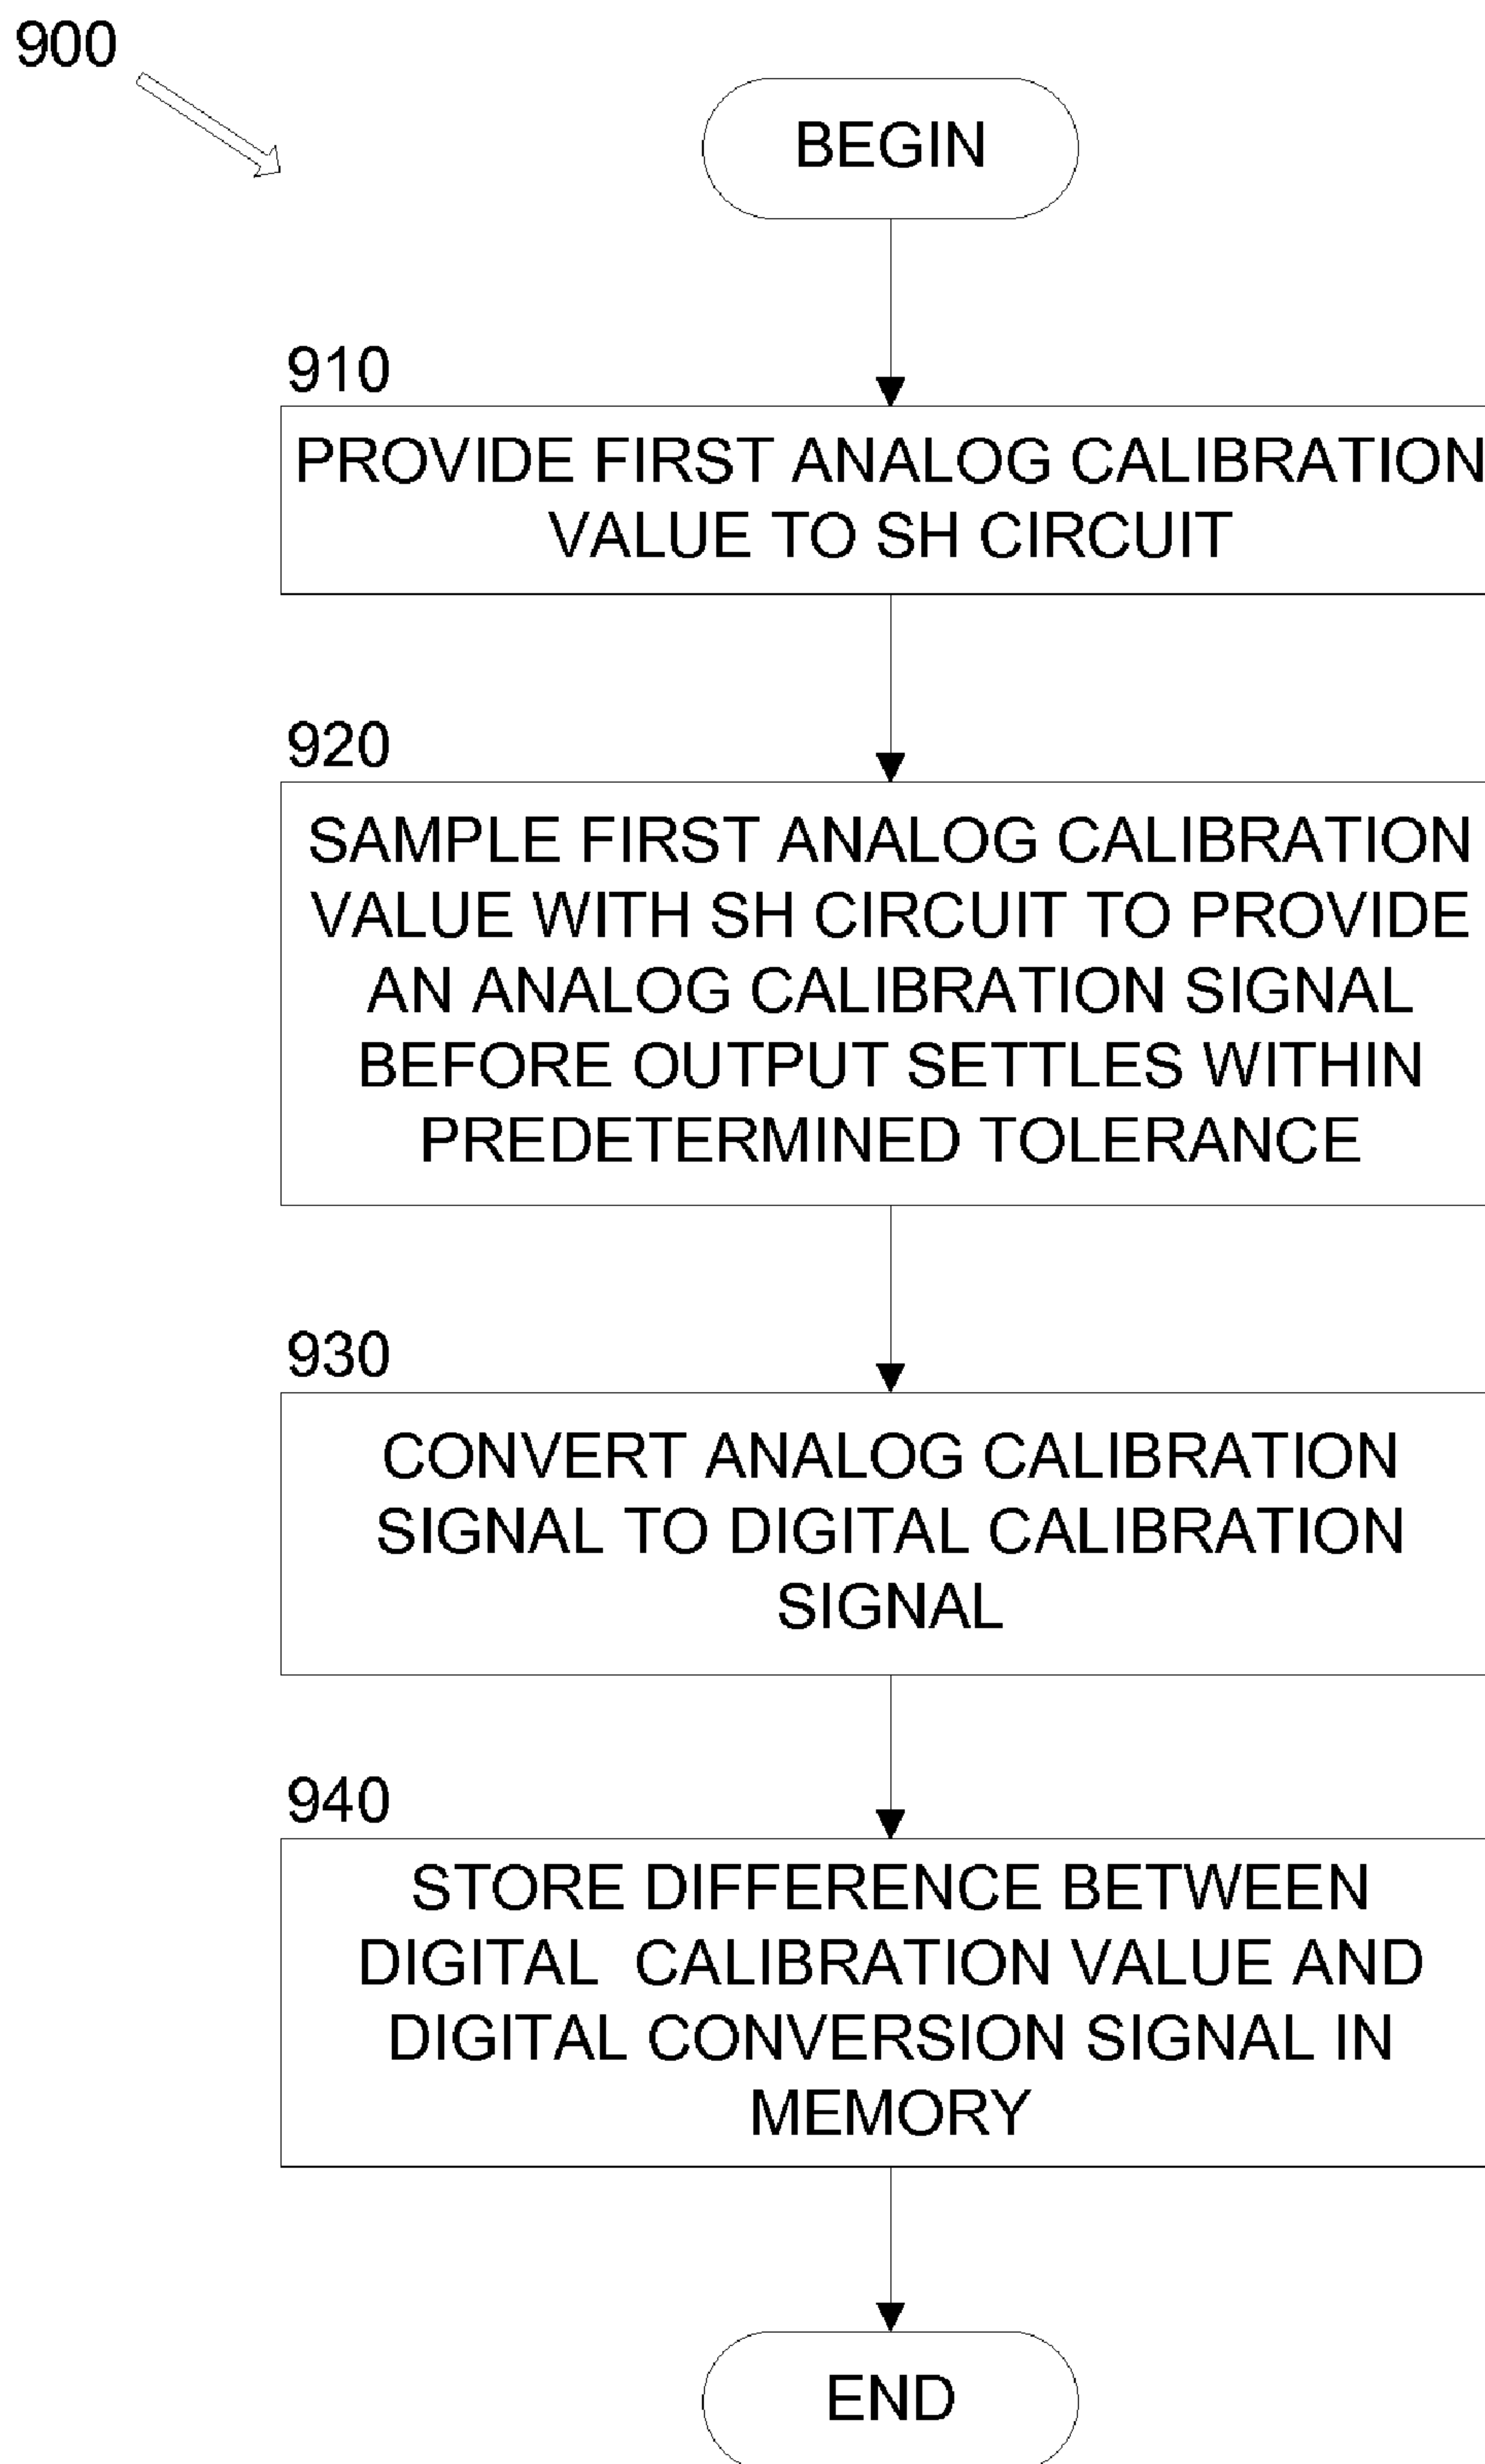 900
BEGIN
910
PROVIDE FIRST ANALOG CALIBRATION
VALUE TO SH CIRCUIT
920
SAMPLE FIRST ANALOG CALIBRATION
VALUE WITH SH CIRCUIT TO PROVIDE
AN ANALOG CALIBRATION SIGNAL
BEFORE OUTPUT SETTLES WITHIN
PREDETERMINED TOLERANCE
930
CONVERT ANALOG CALIBRATION
SIGNAL TO DIGITAL CALIBRATION
SIGNAL
940
STORE DIFFERENCE BETWEEN
DIGITAL CALIBRATION VALUE AND
DIGITAL CONVERSION SIGNAL IN
MEMORY
END